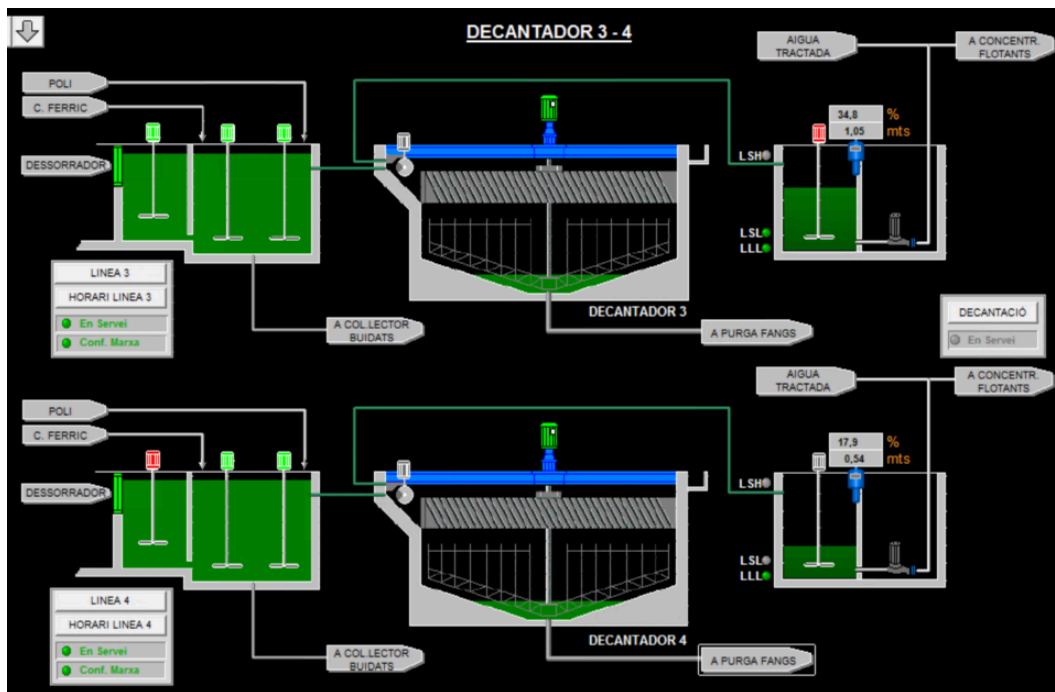 DECANTADOR 3 - 4
AIGUA
TRACTADA
A CONCENTR.
FLOTANTS
POLI
C. FERRIC
DESSORRADOR
34,8 %
1,05 mts
LSH
LSL
LLL
LINEA 3
HORARI LINEA 3
En Servei
Conf. Marxa
A COL.LECTOR
BUIDATS
DECANTADOR 3
A PURGA FANGS
DECANTACIÓ
En Servei
AIGUA
TRACTADA
A CONCENTR.
FLOTANTS
POLI
C. FERRIC
DESSORRADOR
17,9 %
0,54 mts
LSH
LSL
LLL
LINEA 4
HORARI LINEA 4
En Servei
Conf. Marxa
A COL.LECTOR
BUIDATS
DECANTADOR 4
A PURGA FANGS